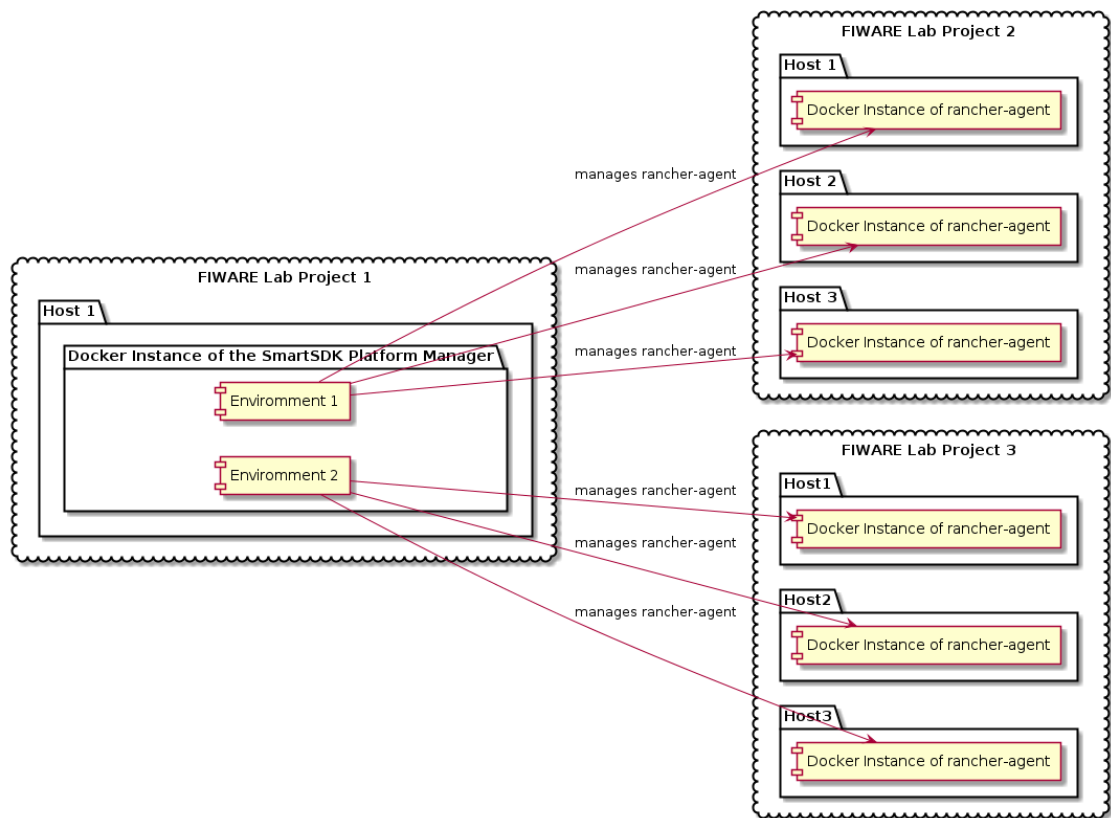 FIWARE Lab Project 1
Host 1
Docker Instance of the SmartSDK Platform Manager
Enviromment 1
Enviromment 2
manages rancher-agent
manages rancher-agent
manages rancher-agent
manages rancher-agent
manages rancher-agent
manages rancher-agent
FIWARE Lab Project 2
Host 1
Docker Instance of rancher-agent
Host 2
Docker Instance of rancher-agent
Host 3
Docker Instance of rancher-agent
FIWARE Lab Project 3
Host1
Docker Instance of rancher-agent
Host2
Docker Instance of rancher-agent
Host3
Docker Instance of rancher-agent